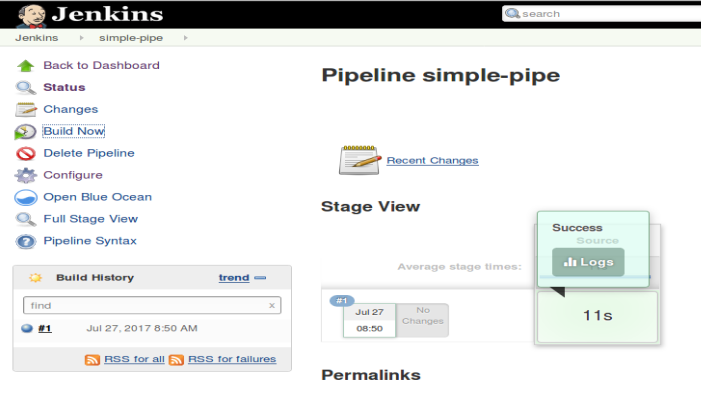 Jenkins
search
Jenkins simple-pipe
Back to Dashboard
Status
Changes
Build Now
Delete Pipeline
Configure
Open Blue Ocean
Full Stage View
Pipeline Syntax
Build History trend
find x
#1 Jul 27, 2017 8:50 AM
RSS for all RSS for failures
Pipeline simple-pipe
Recent Changes
Stage View
Success
Source
Logs
Average stage times:
#1
Jul 27
08:50
No
Changes
11s
Permalinks